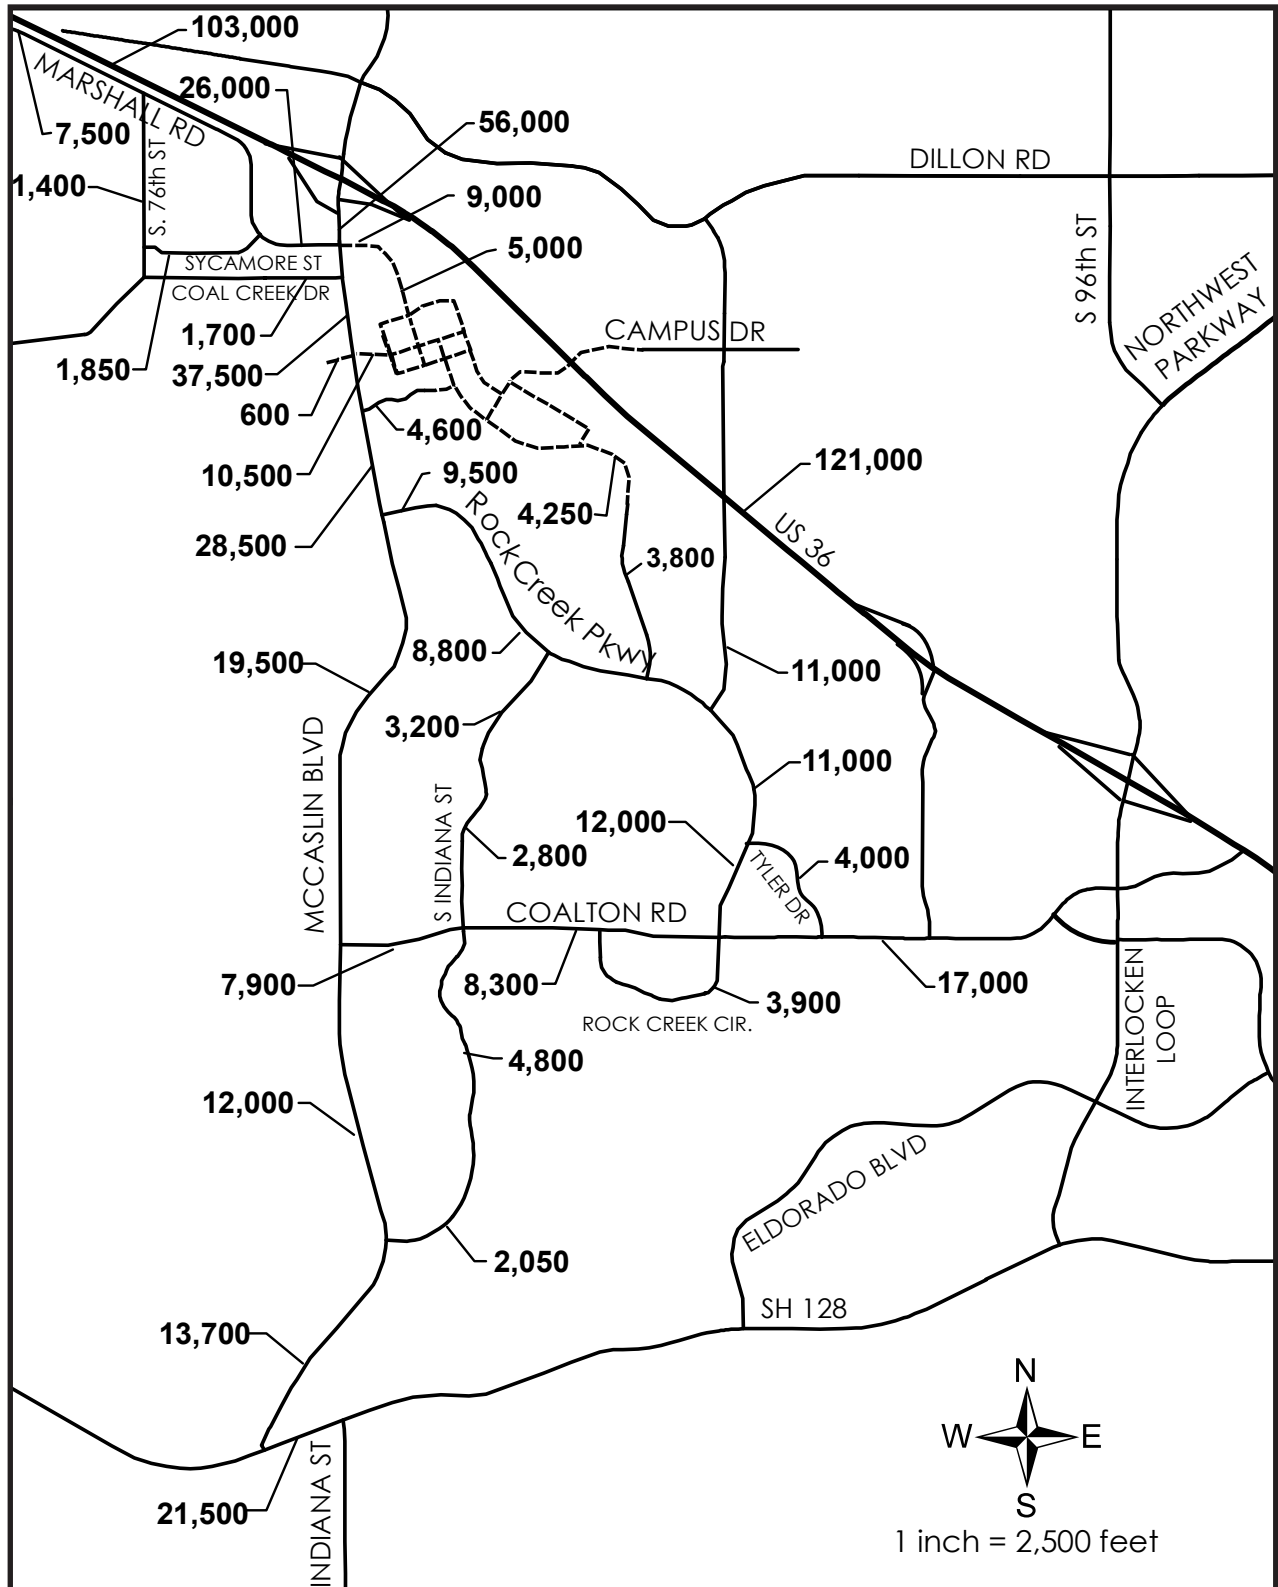 103,000
MARSHALL RD
26,000
56,000
7,500
DILLON RD
S. 76th ST
1,400
9,000
5,000
S 96th ST
SYCAMORE ST
COAL CREEK DR
NORTHWEST
PARKWAY
1,700
CAMPUS DR
1,850
37,500
600
4,600
10,500
9,500
121,000
Rock Creek Pkwy
4,250
US 36
28,500
3,800
8,800
19,500
11,000
3,200
MCCASLIN BLVD
11,000
S INDIANA ST
12,000
2,800
4,000
TYLER DR
COALTON RD
7,900
8,300
3,900
17,000
ROCK CREEK CIR.
INTERLOCKEN
LOOP
4,800
12,000
ELDORADO BLVD
2,050
SH 128
13,700
N
W
E
S
INDIANA ST
21,500
1 inch = 2,500 feet